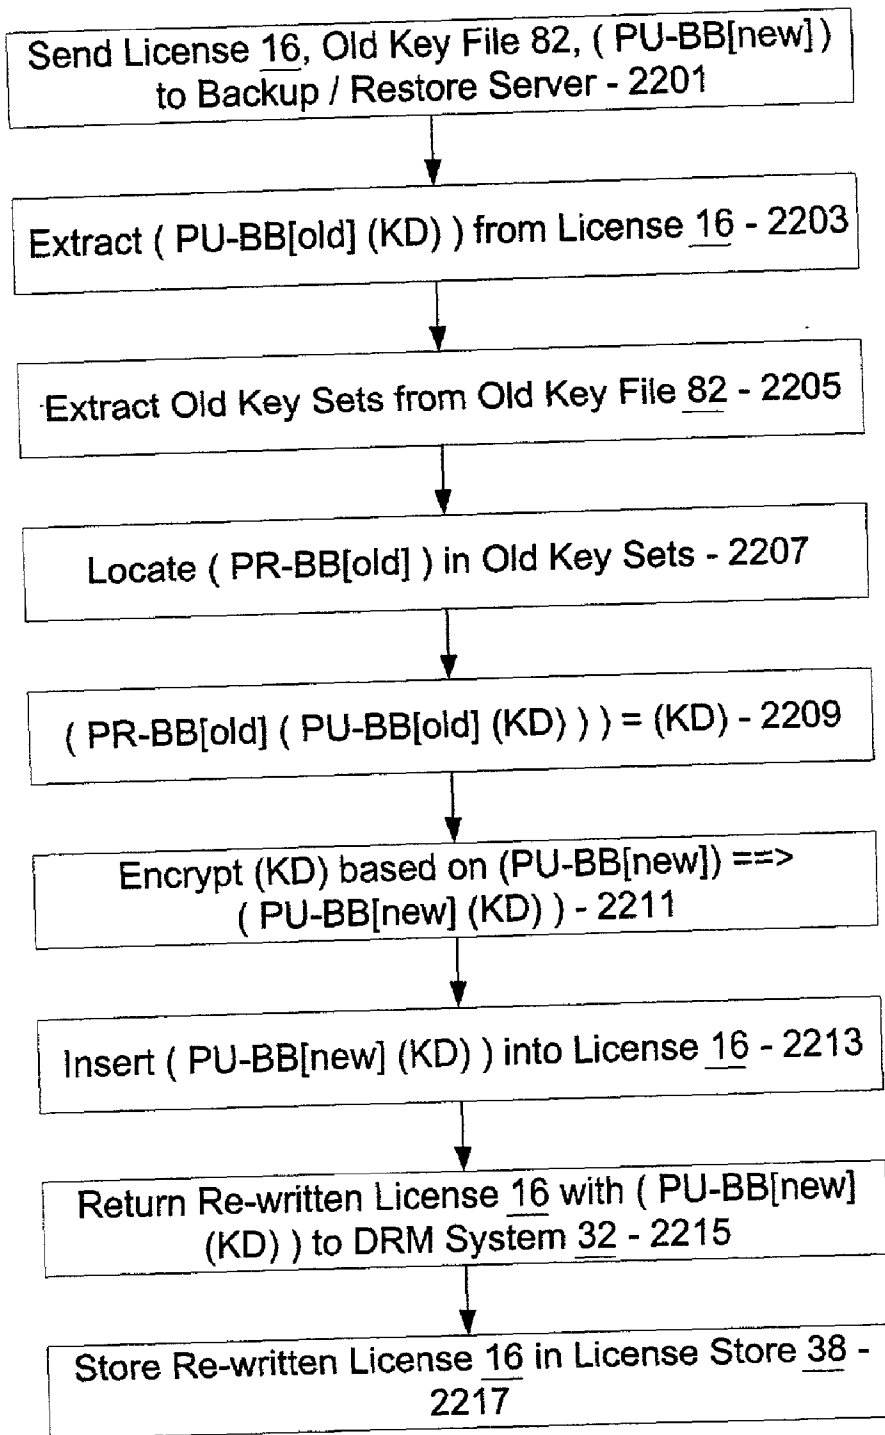 Send License 16, Old Key File 82, ( PU-BB[new] )
to Backup / Restore Server - 2201
Extract ( PU-BB[old] (KD) ) from License 16 - 2203
Extract Old Key Sets from Old Key File 82 - 2205
Locate ( PR-BB[old] ) in Old Key Sets - 2207
( PR-BB[old] ( PU-BB[old] (KD) ) ) = (KD) - 2209
Encrypt (KD) based on (PU-BB[new]) ==>
( PU-BB[new] (KD) ) - 2211
Insert ( PU-BB[new] (KD) ) into License 16 - 2213
Return Re-written License 16 with ( PU-BB[new]
(KD) ) to DRM System 32 - 2215
Store Re-written License 16 in License Store 38 -
2217